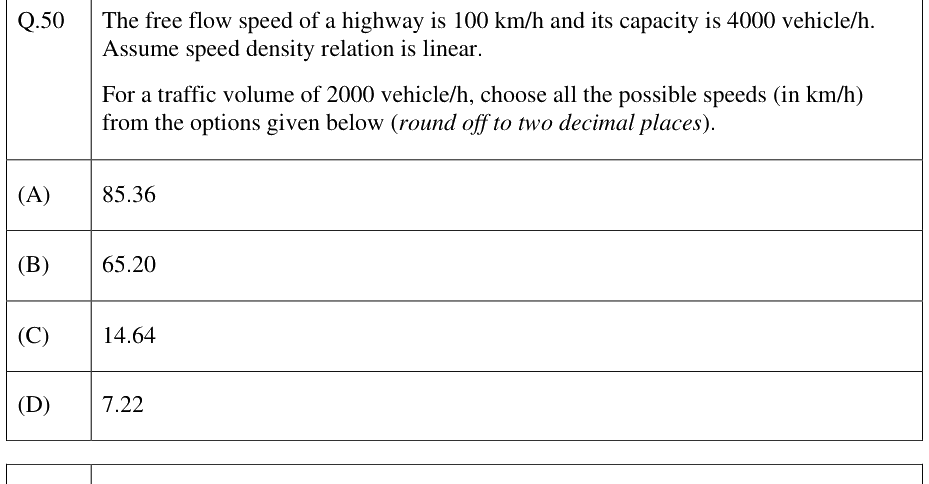 Q.50 The free flow speed of a highway is 100 km/h and its capacity is 4000 vehicle/h.
Assume speed density relation is linear.
For a traffic volume of 2000 vehicle/h, choose all the possible speeds (in km/h)
from the options given below (round off to two decimal places).
(A) 85.36
(B) 65.20
(C) 14.64
(D) 7.22